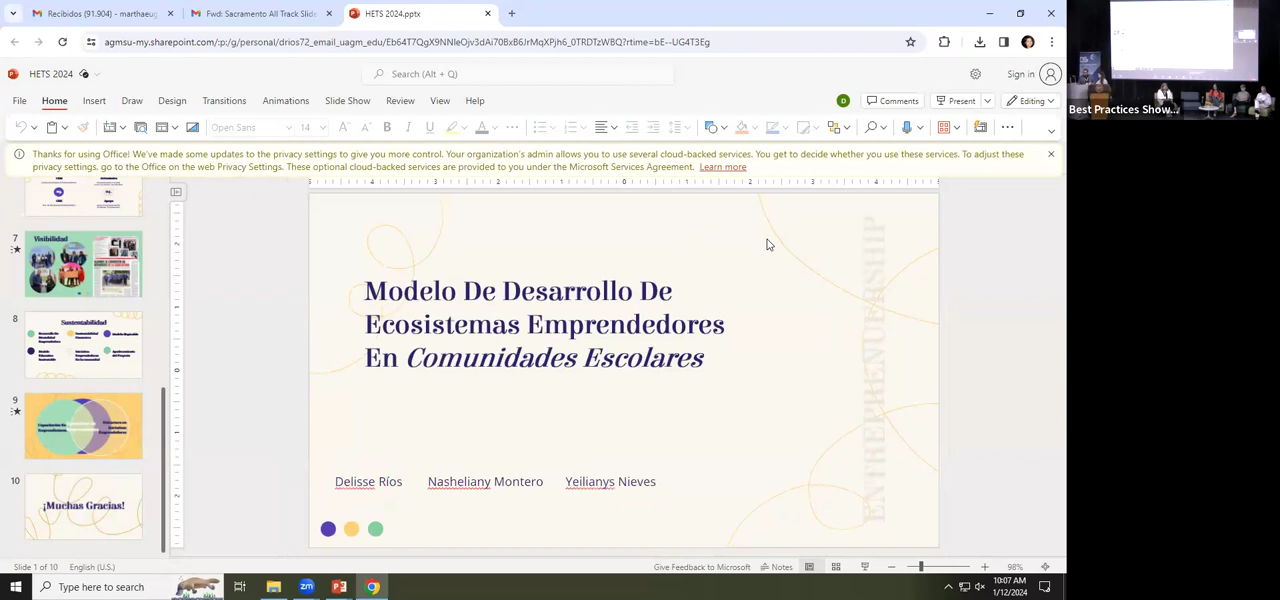 Recibidos (91.904) - marthaeug
Fwd: Sacramento All Track Slide
HETS 2024.pptx
agmsu-my.sharepoint.com/:p:/g/personal/drios72_email_uagm_edu/Eb64T7QgX9NNIeOjv3dAi70BxB6JrMqXPjh6_0TRDTzWBQ?rtime=bE--UG4T3Eg
HETS 2024
Search (Alt + Q)
Sign in
File Home Insert Draw Design Transitions Animations Slide Show Review View Help
D
Comments
Present
Editing
Open Sans
14
Thanks for using Office! We've made some updates to the privacy settings to give you more control. Your organization's admin allows you to use several cloud-backed services. You get to decide whether you use these services. To adjust these
privacy settings, go to the Office on the web Privacy Settings. These optional cloud-backed services are provided to you under the Microsoft Services Agreement. Learn more
Best Practices Show...
7
Visibilidad
8
Sustentabilidad
9
10
¡Muchas Gracias!
Modelo De Desarrollo De
Ecosistemas Emprendedores
En Comunidades Escolares
ENTREPRENUERSHIP
Delisse Ríos
Nasheliany Montero
Yeilianys Nieves
Slide 1 of 10
English (U.S.)
Give Feedback to Microsoft
Notes
98%
Type here to search
10:07 AM
1/12/2024